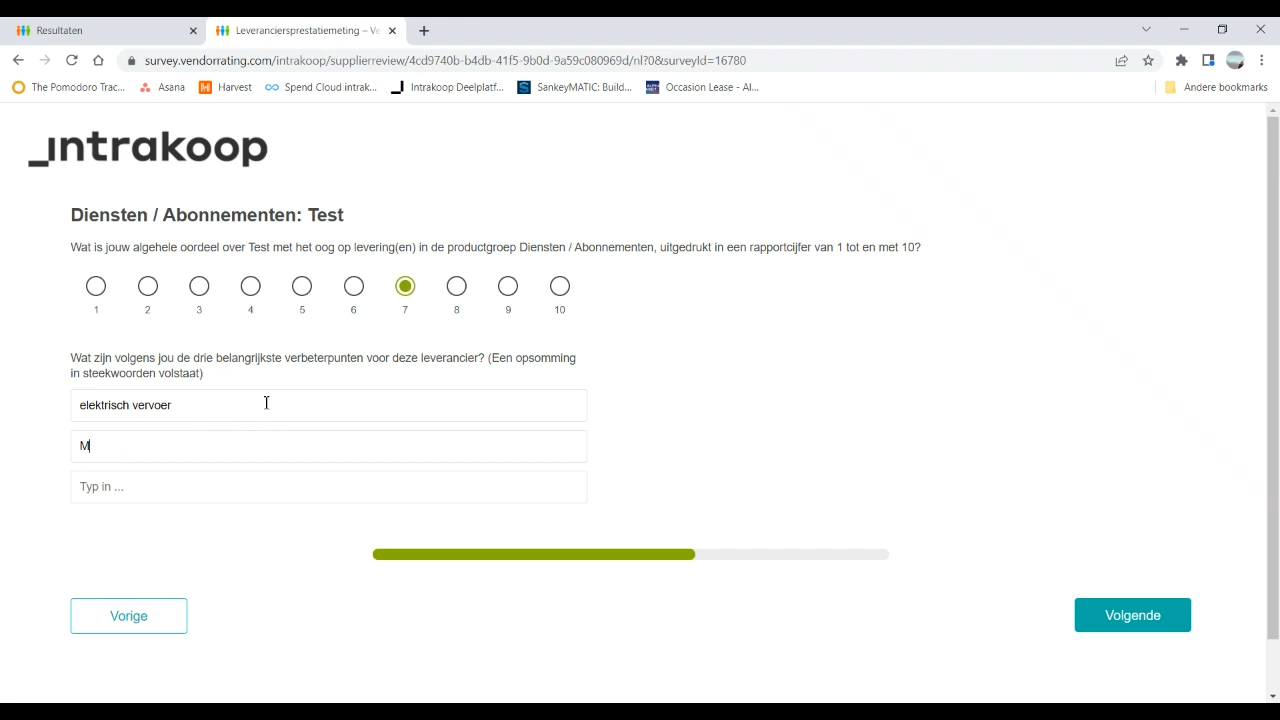 Resultaten
Leveranciersprestatiemeting – Ve
survey.vendorrating.com/intrakoop/supplierreview/4cd9740b-b4db-41f5-9b1d-9a59c080969d/nl?0&surveyId=16780
The Pomodoro Trac... Asana Harvest Spend Cloud intrak... Intrakoop Deelplatf... SankeyMATIC: Build... Occasion Lease - Al... Andere bookmarks
_intrakoop
Diensten / Abonnementen: Test
Wat is jouw algehele oordeel over Test met het oog op levering(en) in de productgroep Diensten / Abonnementen, uitgedrukt in een rapportcijfer van 1 tot en met 10?
1 2 3 4 5 6 7 8 9 10
Wat zijn volgens jou de drie belangrijkste verbeterpunten voor deze leverancier? (Een opsomming
in steekwoorden volstaat)
elektrisch vervoer
M
Typ in ...
Vorige Volgende